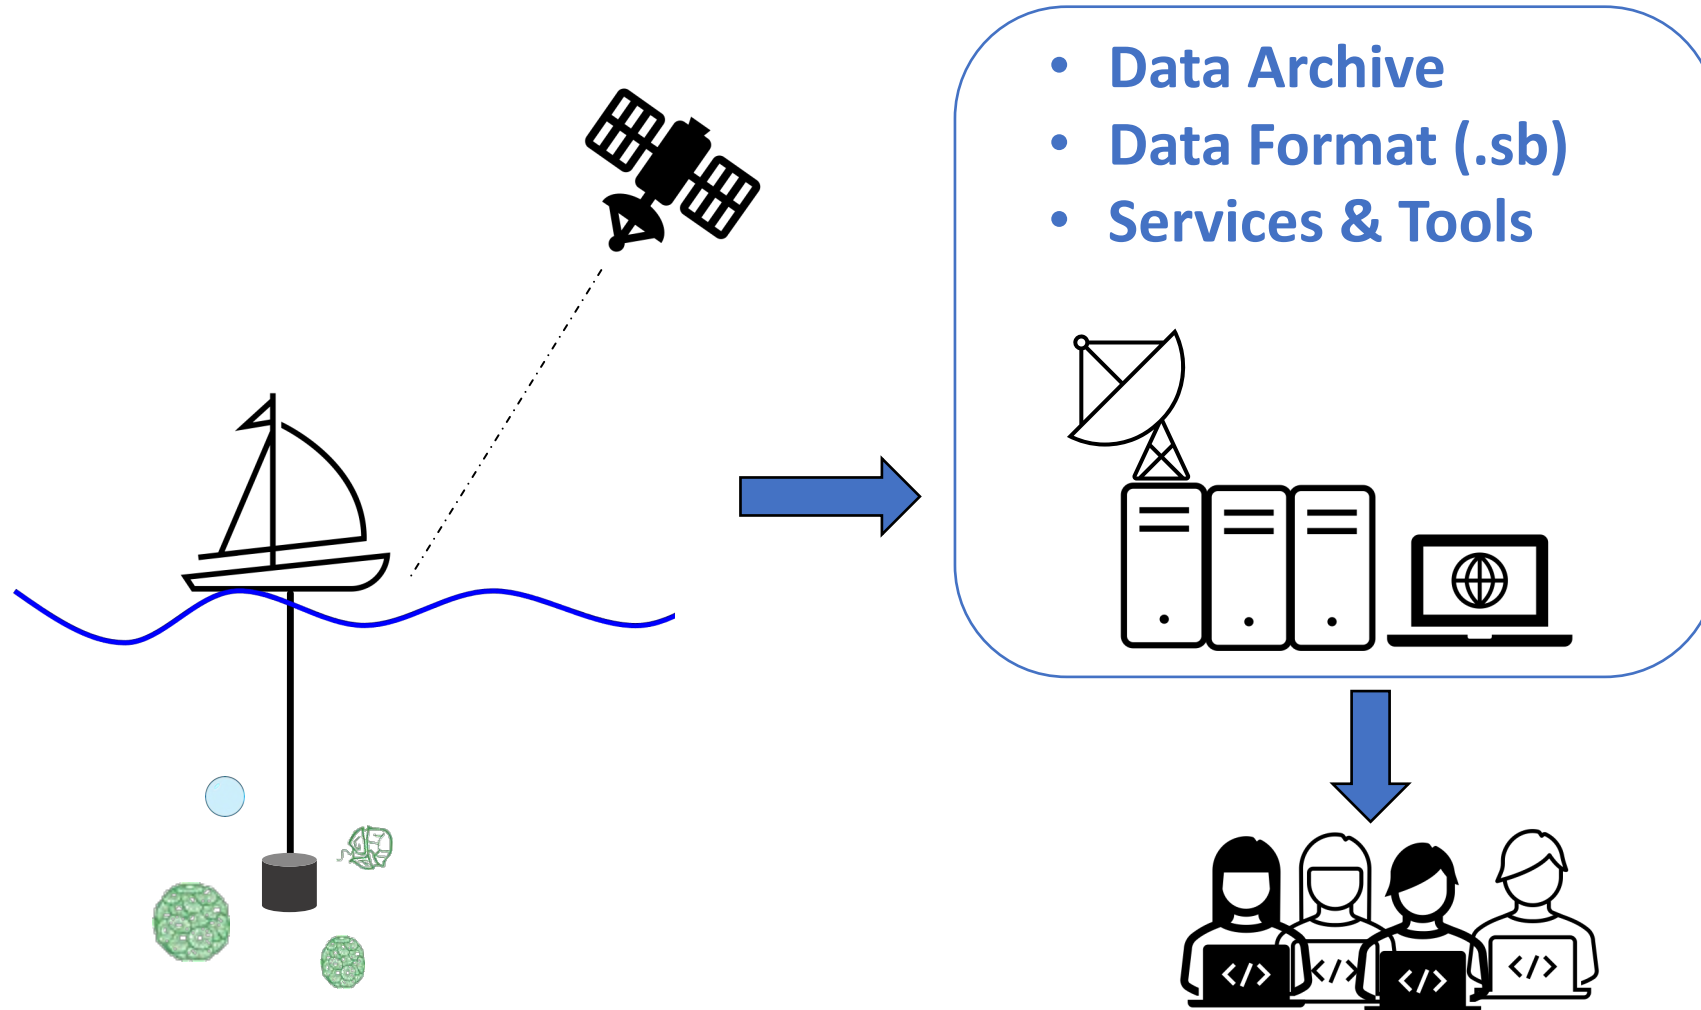 • Data Archive
• Data Format (.sb)
• Services & Tools
</> </> </> </>